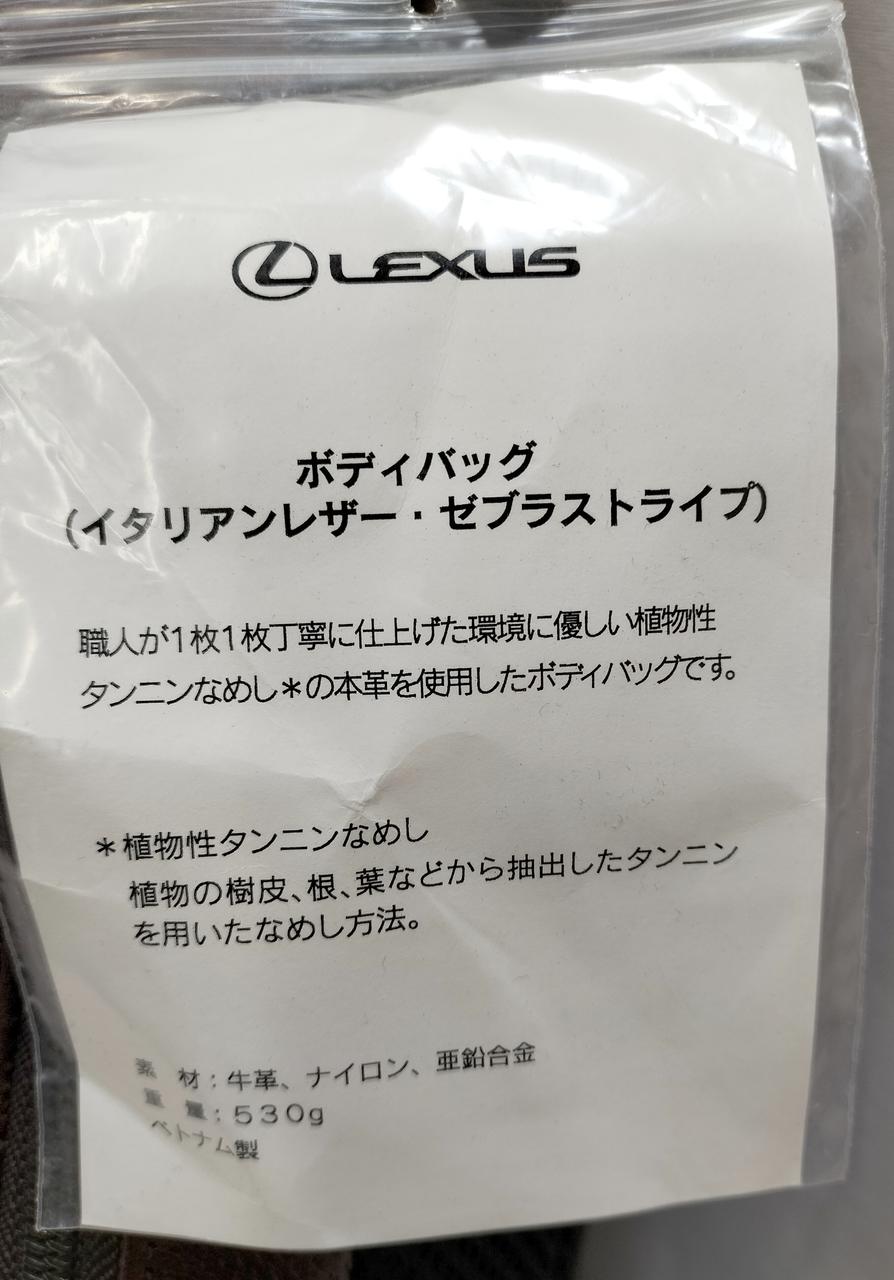 LEXUS
ボディバッグ
(イタリアンレザー・ゼブラストライプ)
職人が1枚1枚丁寧に仕上げた環境に優しい植物性
タンニンなめし＊の本革を使用したボディバッグです。
＊植物性タンニンなめし
植物の樹皮、根、葉などから抽出したタンニン
を用いたなめし方法。
素　材：牛革、ナイロン、亜鉛合金
重　量：530g
ベトナム製